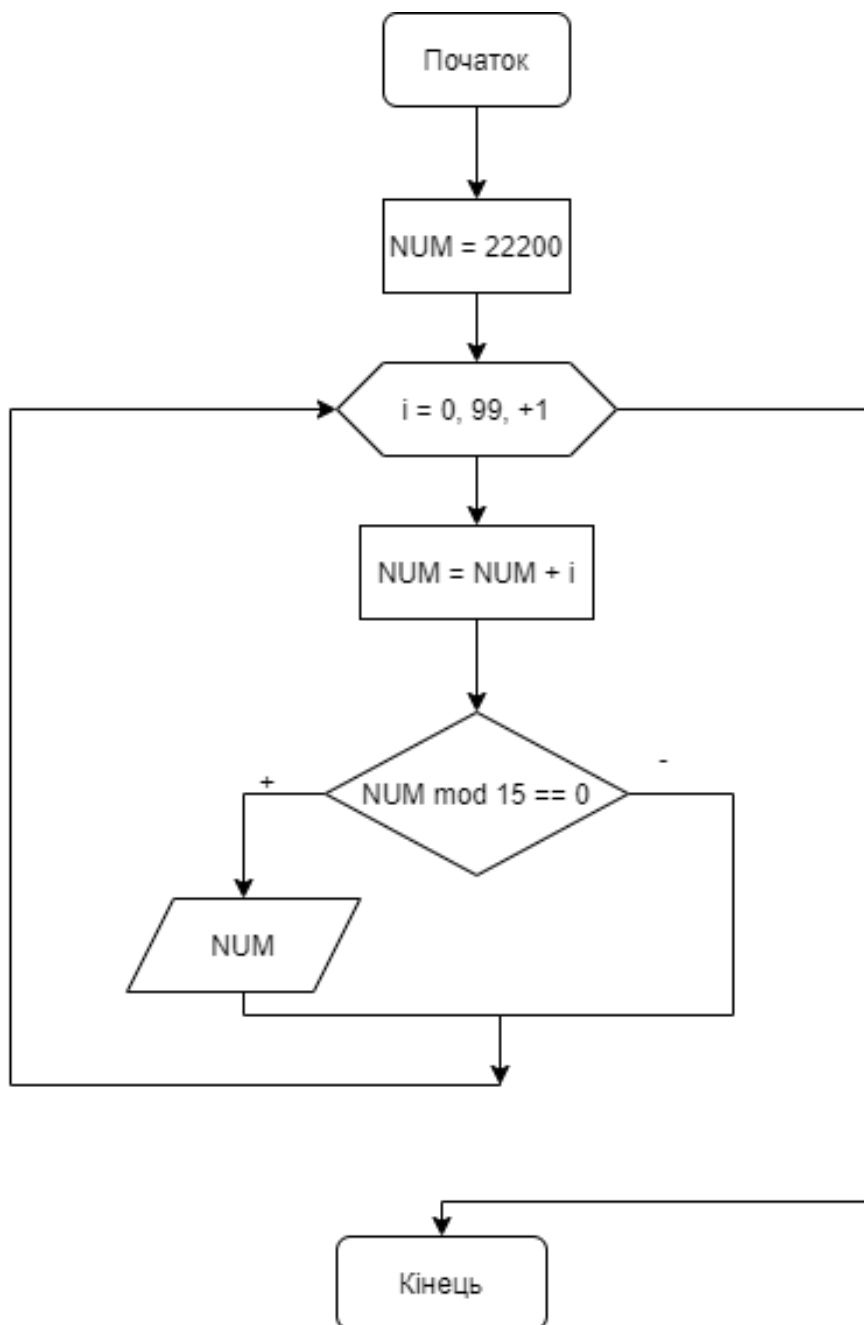 Початок
NUM = 22200
i = 0, 99, +1
NUM = NUM + i
-
+
NUM mod 15 == 0
NUM
Кінець